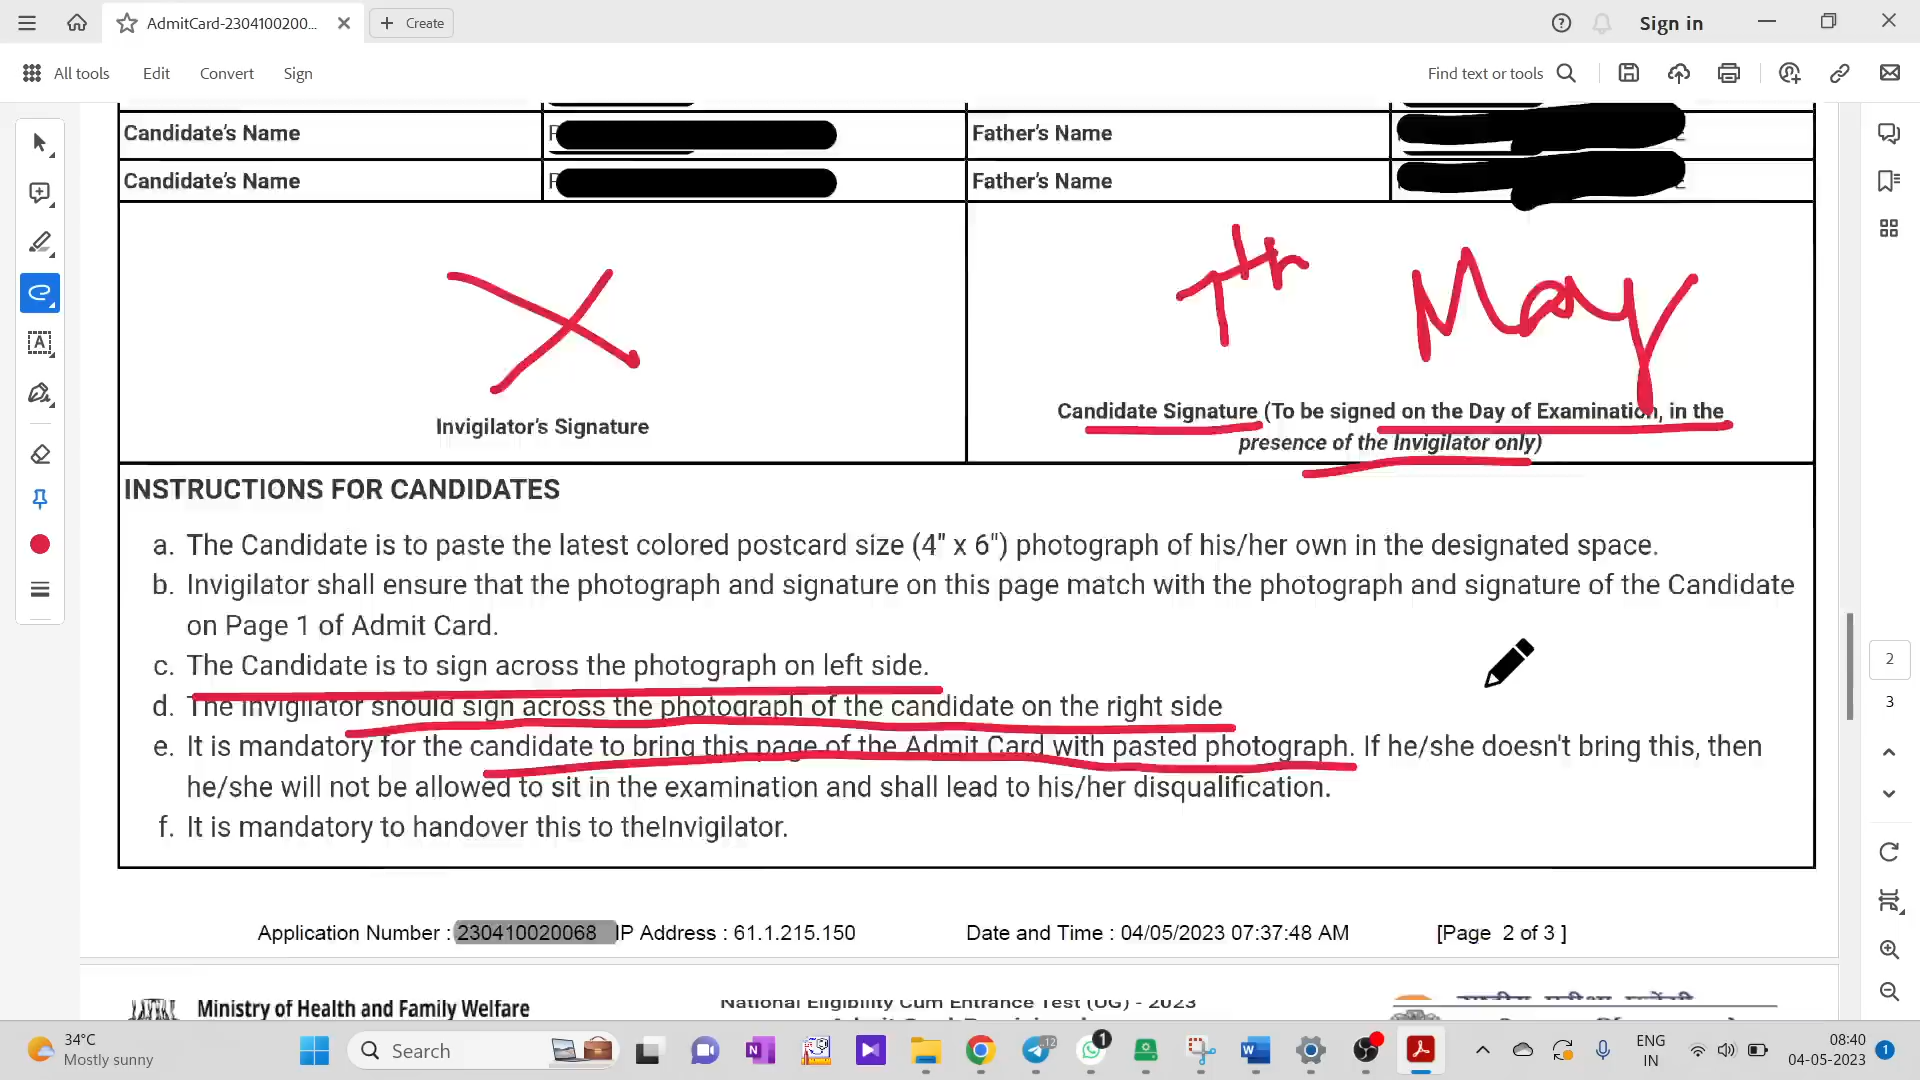 AdmitCard-2304100200...
Create
Sign in
All tools
Edit
Convert
Sign
Find text or tools
Candidate's Name
Father's Name
Candidate's Name
Father's Name
Th May
Invigilator's Signature
Candidate Signature (To be signed on the Day of Examination, in the
presence of the Invigilator only)
INSTRUCTIONS FOR CANDIDATES
a. The Candidate is to paste the latest colored postcard size (4" x 6") photograph of his/her own in the designated space.
b. Invigilator shall ensure that the photograph and signature on this page match with the photograph and signature of the Candidate
on Page 1 of Admit Card.
c. The Candidate is to sign across the photograph on left side.
d. The Invigilator should sign across the photograph of the candidate on the right side
e. It is mandatory for the candidate to bring this page of the Admit Card with pasted photograph. If he/she doesn't bring this, then
he/she will not be allowed to sit in the examination and shall lead to his/her disqualification.
f. It is mandatory to handover this to theInvigilator.
2
3
Application Number : 230410020068 IP Address : 61.1.215.150 Date and Time : 04/05/2023 07:37:48 AM [Page 2 of 3 ]
Ministry of Health and Family Welfare
National Eligibility Cum Entrance Test (UG) - 2023
34°C
Mostly sunny
Search
12
1
ENG
IN
08:40
04-05-2023
1